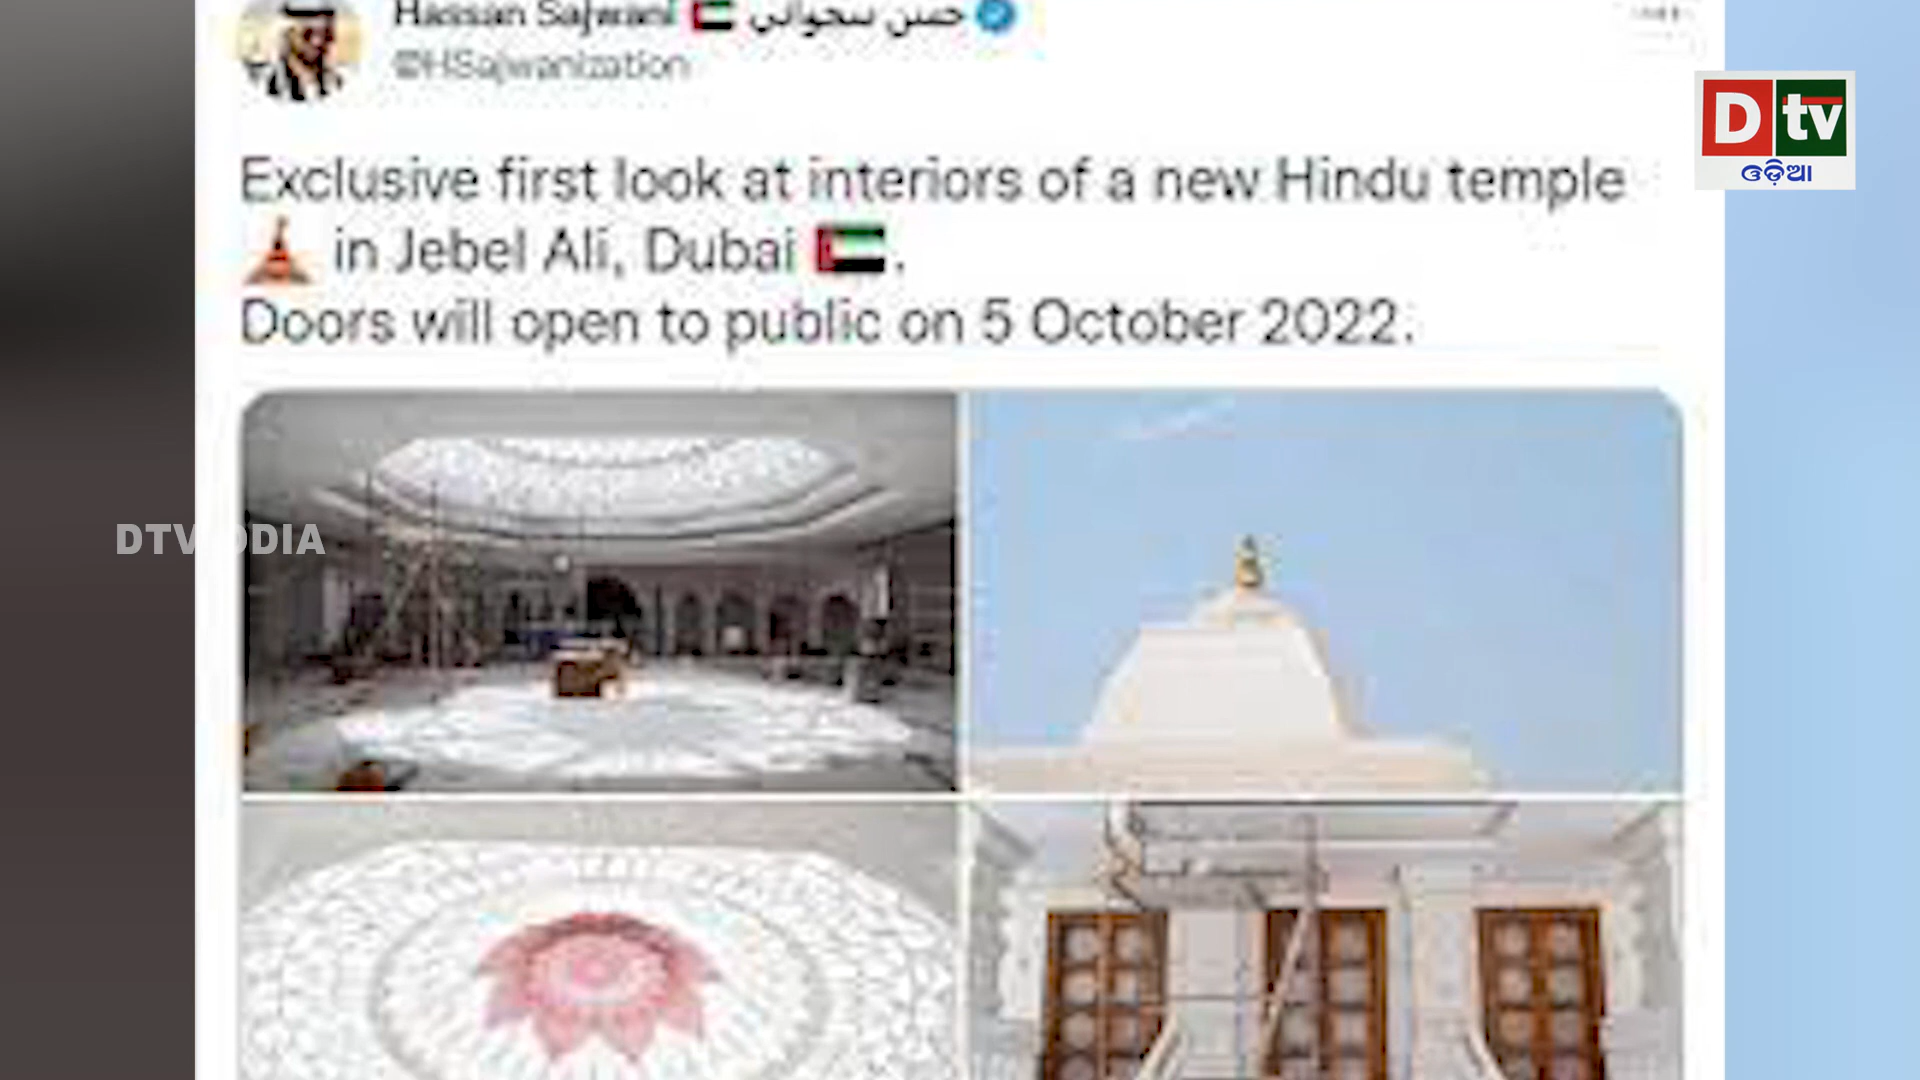 Hassan Sajwani حسن سجواني
@HSajwanization
D tv
ଓଡ଼ିଆ
Exclusive first look at interiors of a new Hindu temple
in Jebel Ali, Dubai .
Doors will open to public on 5 October 2022.
DTV ODIA